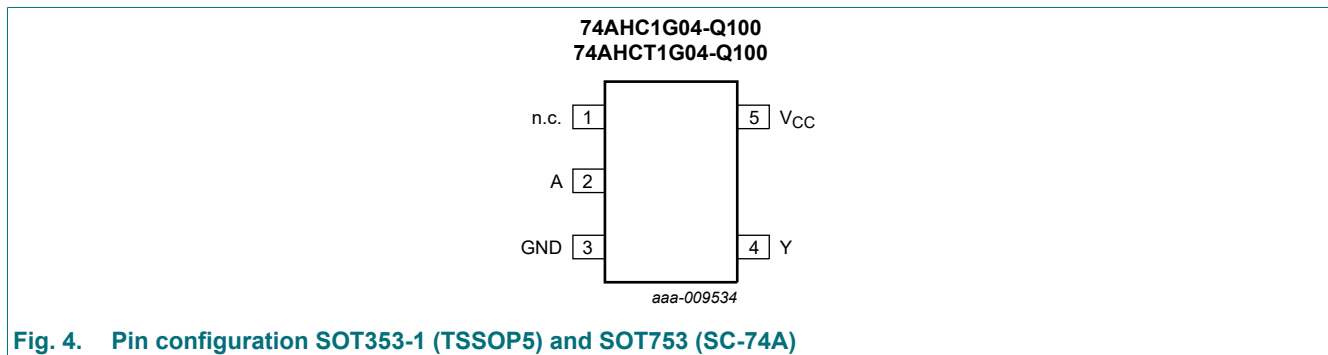 74AHC1G04-Q100
74AHCT1G04-Q100
n.c. 1
5 VCC
A 2
GND 3
4 Y
aaa-009534
Fig. 4. Pin configuration SOT353-1 (TSSOP5) and SOT753 (SC-74A)